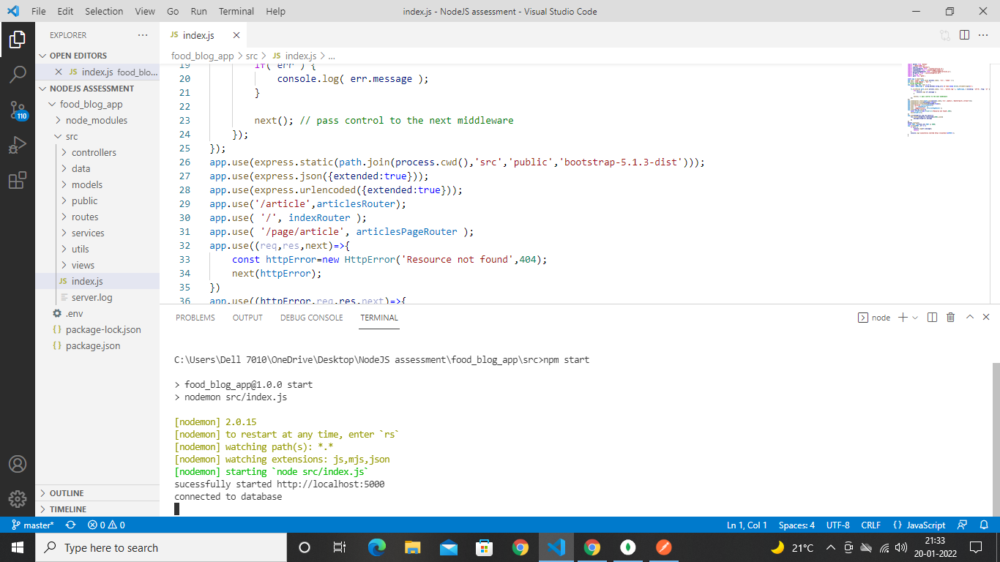 File Edit Selection View Go Run Terminal Help
index.js - NodeJS assessment - Visual Studio Code
EXPLORER
OPEN EDITORS
JS index.js food_blo...
NODEJS ASSESSMENT
food_blog_app
node_modules
src
controllers
data
models
public
routes
services
utils
views
JS index.js
server.log
.env
package-lock.json
package.json
OUTLINE
TIMELINE
110
JS index.js
food_blog_app > src > JS index.js > ...
19 if( err ) {
20 console.log( err.message );
21 }
22
23 next(); // pass control to the next middleware
24 });
25 });
26 app.use(express.static(path.join(process.cwd(),'src','public','bootstrap-5.1.3-dist')));
27 app.use(express.json({extended:true}));
28 app.use(express.urlencoded({extended:true}));
29 app.use('/article',articlesRouter);
30 app.use( '/', indexRouter );
31 app.use( '/page/article', articlesPageRouter );
32 app.use((req,res,next)=>{
33 const httpError=new HttpError('Resource not found',404);
34 next(httpError);
35 })
36 app.use((httpError,req,res,next)=>{
PROBLEMS OUTPUT DEBUG CONSOLE TERMINAL
node
C:\Users\Dell 7010\OneDrive\Desktop\NodeJS assessment\food_blog_app\src>npm start
> food_blog_app@1.0.0 start
> nodemon src/index.js
[nodemon] 2.0.15
[nodemon] to restart at any time, enter `rs`
[nodemon] watching path(s): *.*
[nodemon] watching extensions: js,mjs,json
[nodemon] starting `node src/index.js`
sucessfully started http://localhost:5000
connected to database
master* 0 0
Ln 1, Col 1 Spaces: 4 UTF-8 CRLF {} JavaScript
Type here to search
21°C
21:33
20-01-2022